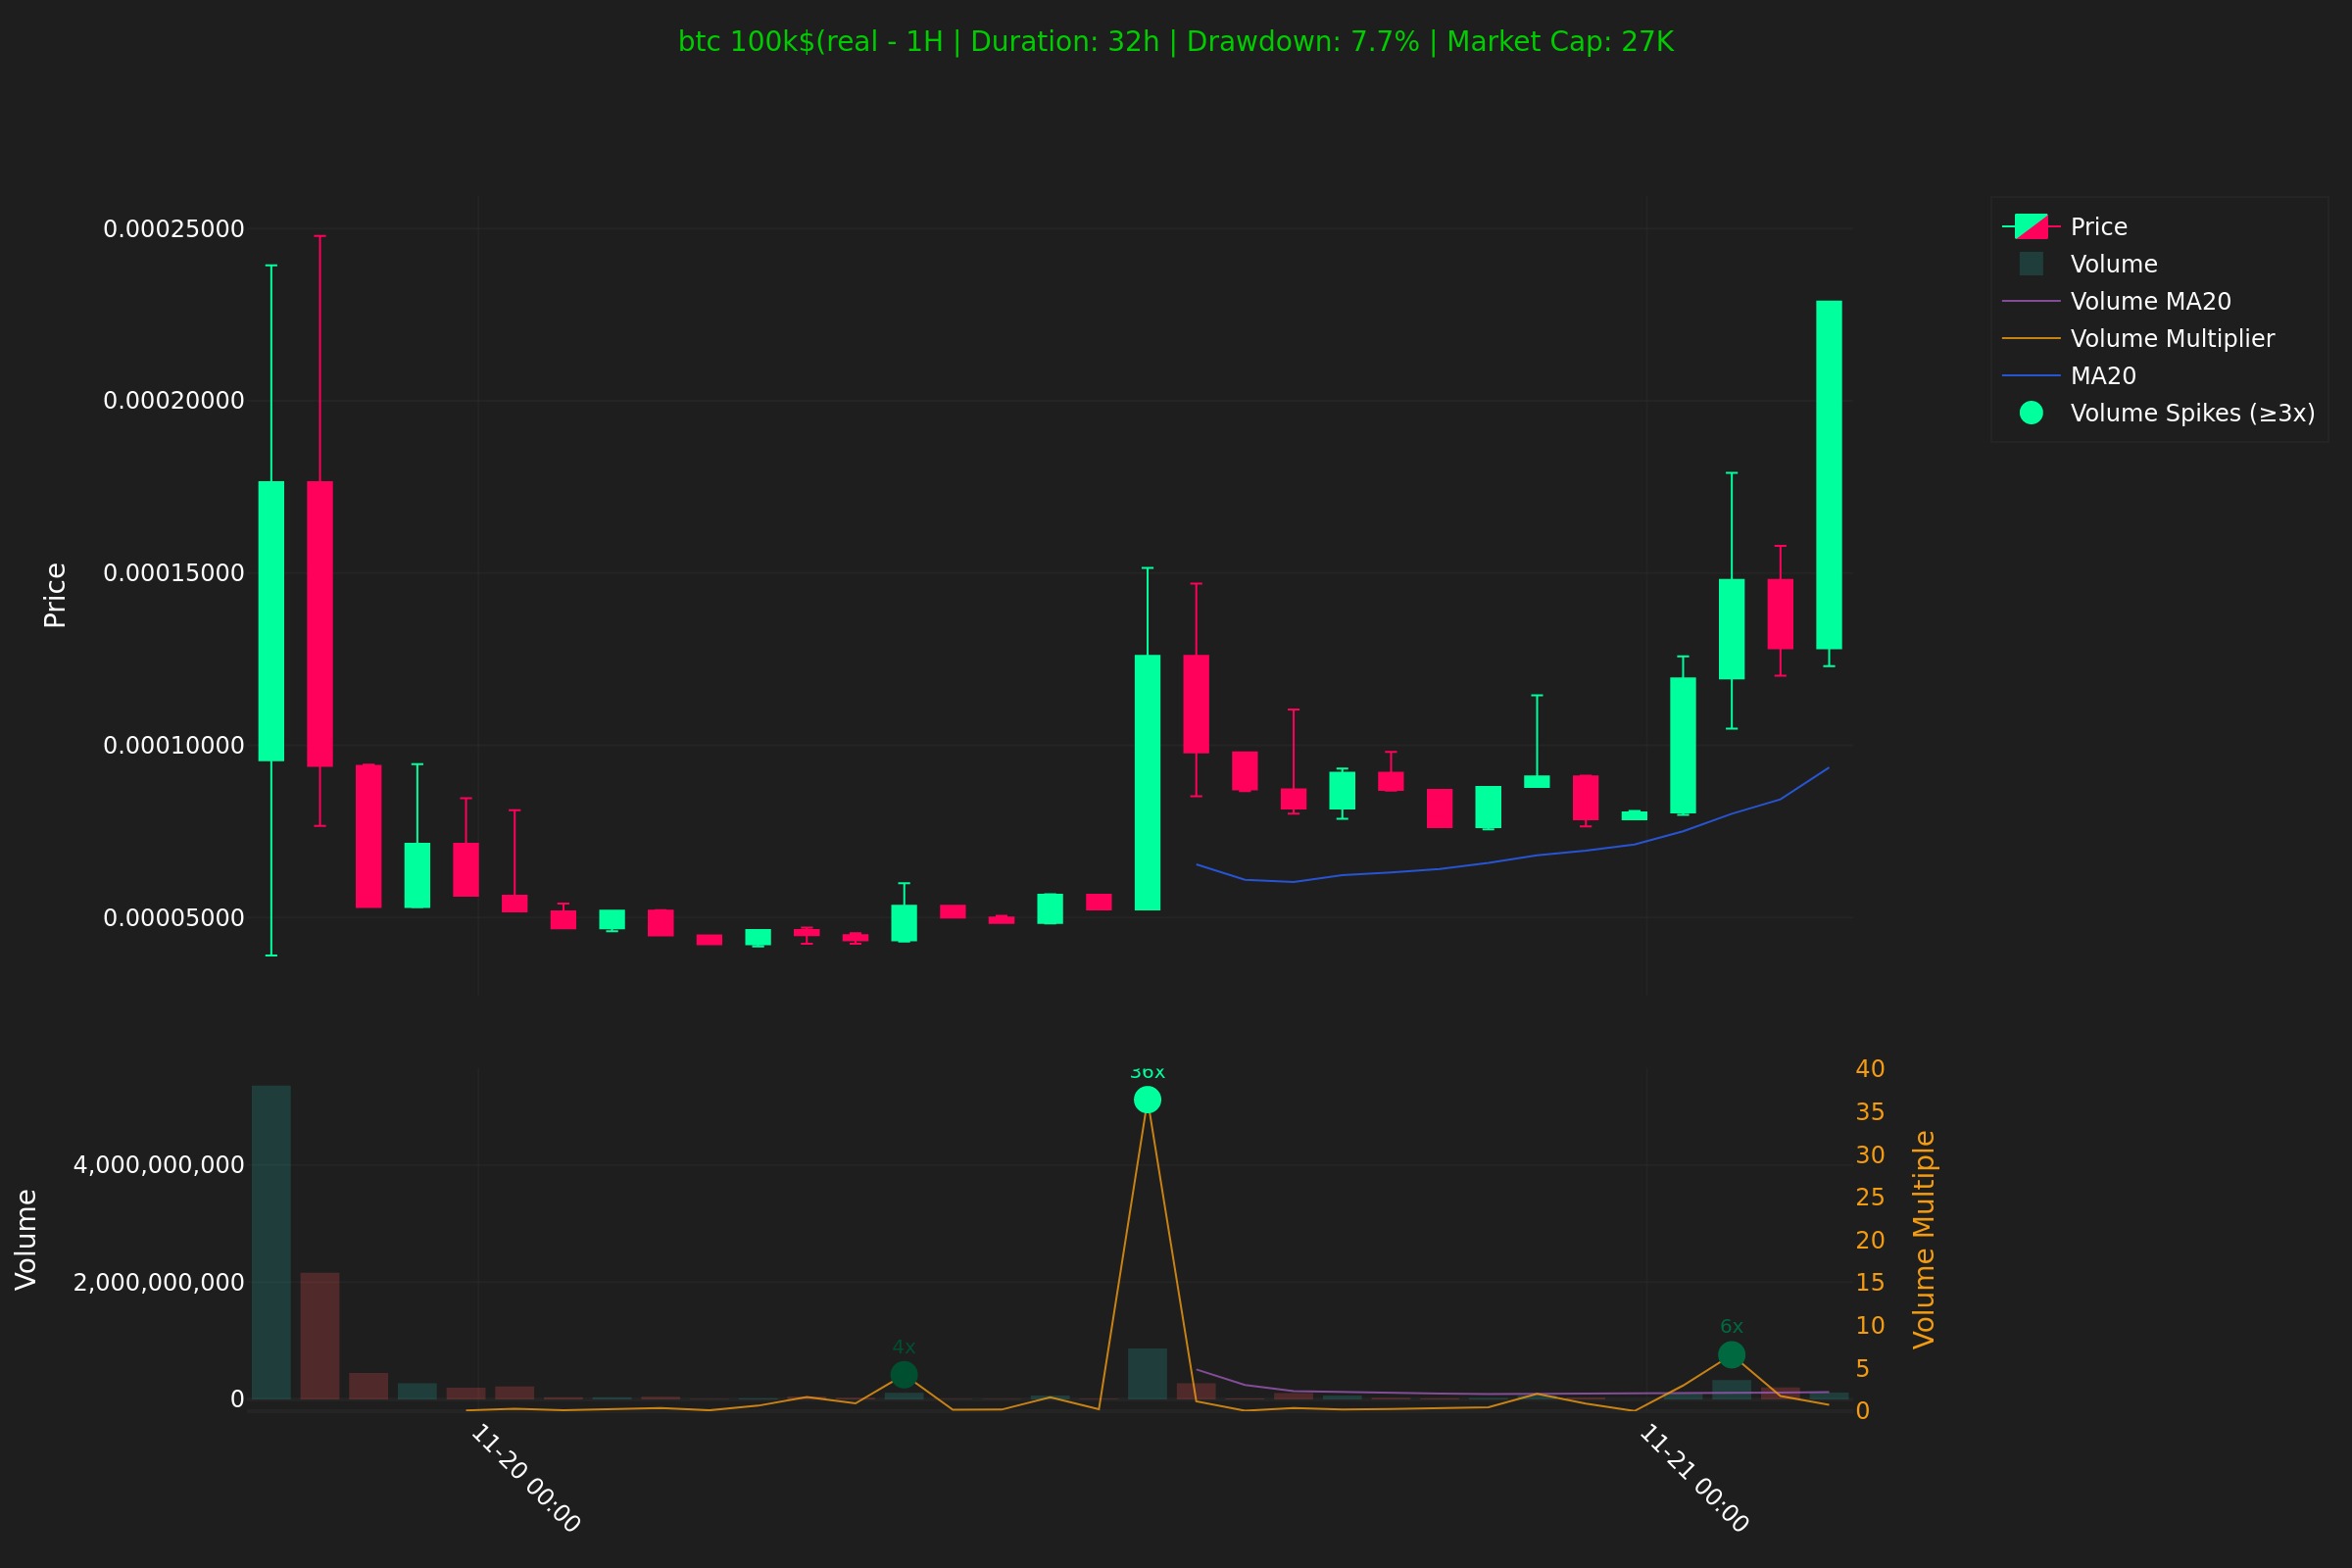 btc 100k$(real - 1H | Duration: 32h | Drawdown: 7.7% | Market Cap: 27K
Price
0.00025000
0.00020000
0.00015000
0.00010000
0.00005000
Price
Volume
Volume MA20
Volume Multiplier
MA20
Volume Spikes (≥3x)
Volume
4,000,000,000
2,000,000,000
0
4x
36x
6x
40
35
30
25
20
15
10
5
0
Volume Multiple
11-20 00:00
11-21 00:00